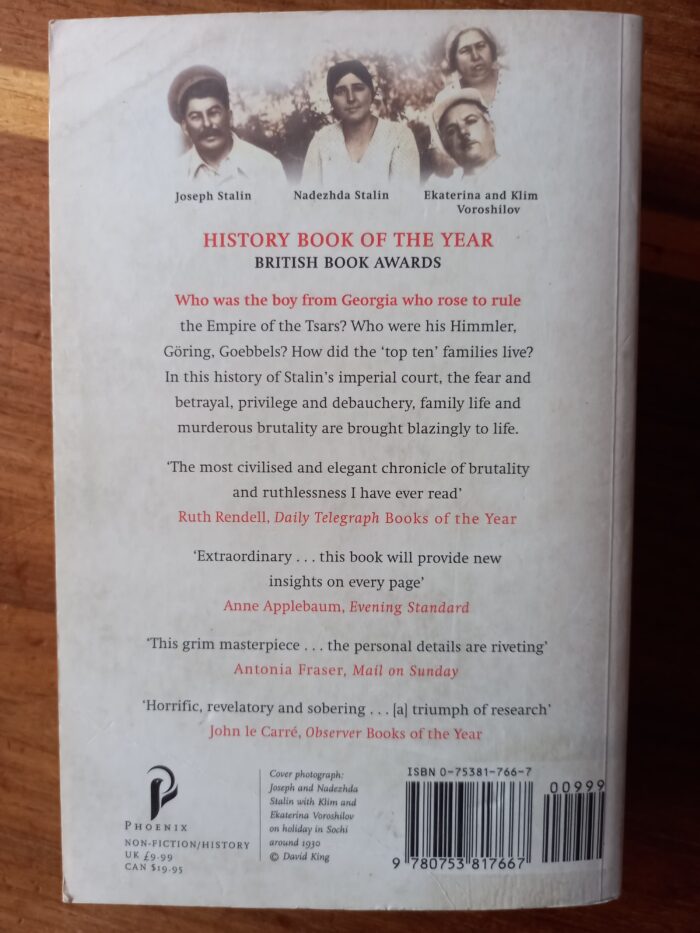 Joseph Stalin
Nadezhda Stalin
Ekaterina and Klim
Voroshilov
HISTORY BOOK OF THE YEAR
BRITISH BOOK AWARDS
Who was the boy from Georgia who rose to rule
the Empire of the Tsars? Who were his Himmler,
Göring, Goebbels? How did the ‘top ten’ families live?
In this history of Stalin’s imperial court, the fear and
betrayal, privilege and debauchery, family life and
murderous brutality are brought blazingly to life.
‘The most civilised and elegant chronicle of brutality
and ruthlessness I have ever read’
Ruth Rendell, Daily Telegraph Books of the Year
‘Extraordinary . . . this book will provide new
insights on every page’
Anne Applebaum, Evening Standard
‘This grim masterpiece . . . the personal details are riveting’
Antonia Fraser, Mail on Sunday
‘Horrific, revelatory and sobering . . . [a] triumph of research’
John le Carré, Observer Books of the Year
PHOENIX
NON-FICTION/HISTORY
UK £9.99
CAN $19.95
Cover photograph:
Joseph and Nadezhda
Stalin with Klim and
Ekaterina Voroshilov
on holiday in Sochi
around 1930
© David King
ISBN 0-75381-766-7
00999
9 780753 817667